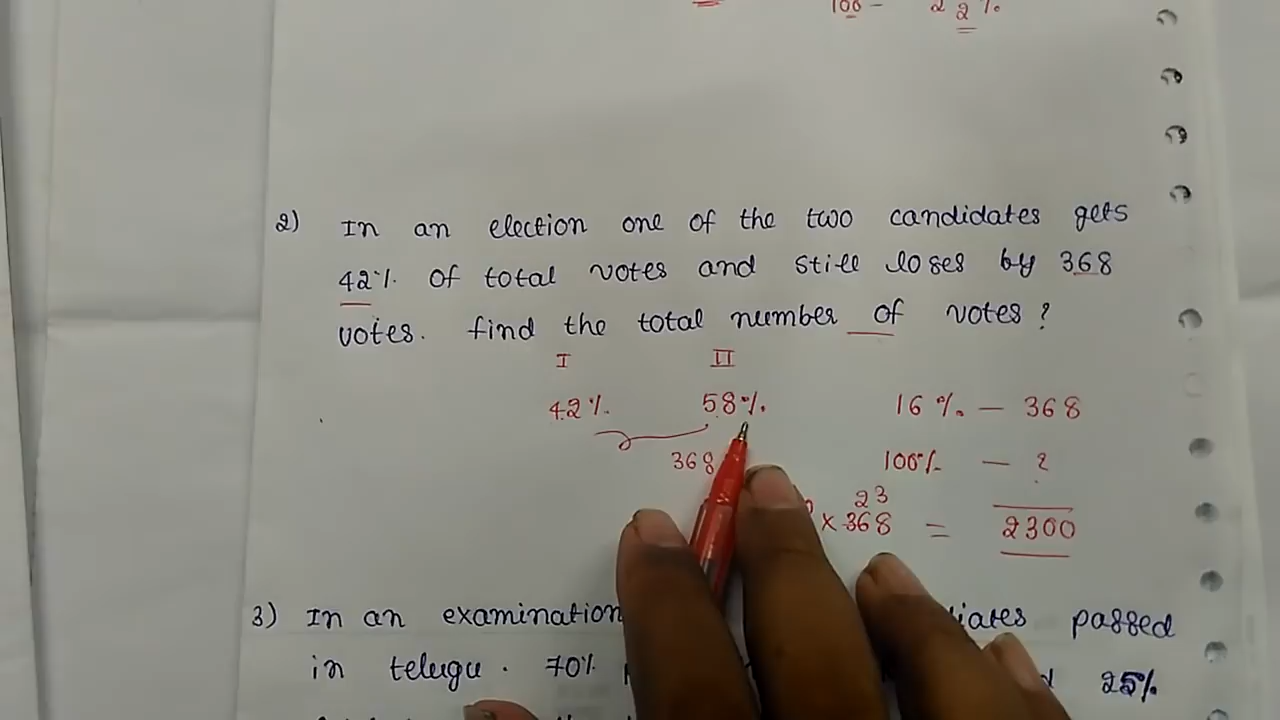 100 - 22%
2) In an election one of the two candidates gets
42% of total votes and still loses by 368
votes. find the total number of votes?
I II
42% 58% 16% - 368
368 100% - ?
x 368 23 = 2300
3) In an examination passed
in telugu. 70% 25%